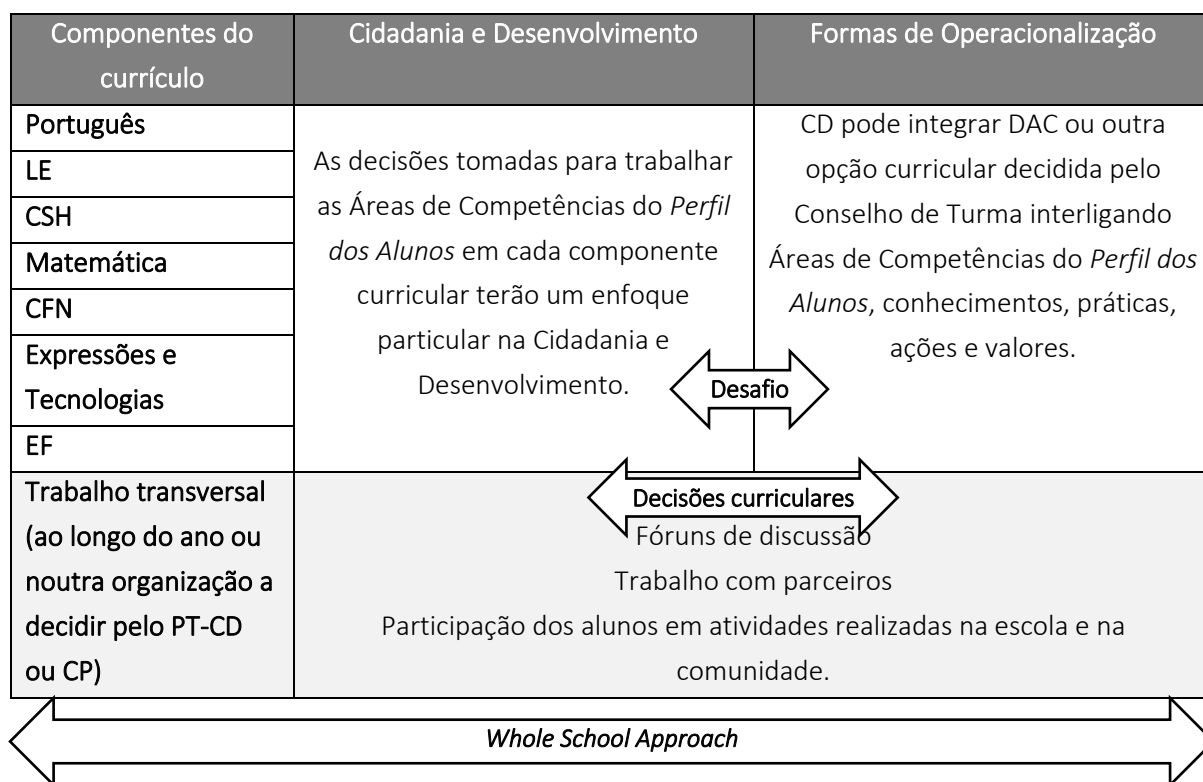 Componentes do
currículo
Cidadania e Desenvolvimento
Formas de Operacionalização
Português
LE
CSH
Matemática
CFN
Expressões e
Tecnologias
EF
As decisões tomadas para trabalhar
as Áreas de Competências do Perfil
dos Alunos em cada componente
curricular terão um enfoque
particular na Cidadania e
Desenvolvimento.
CD pode integrar DAC ou outra
opção curricular decidida pelo
Conselho de Turma interligando
Áreas de Competências do Perfil dos
Alunos, conhecimentos, práticas,
ações e valores.
Desafio
Trabalho transversal
(ao longo do ano ou
noutra organização a
decidir pelo PT-CD
ou CP)
Decisões curriculares
Fóruns de discussão
Trabalho com parceiros
Participação dos alunos em atividades realizadas na escola e na
comunidade.
Whole School Approach